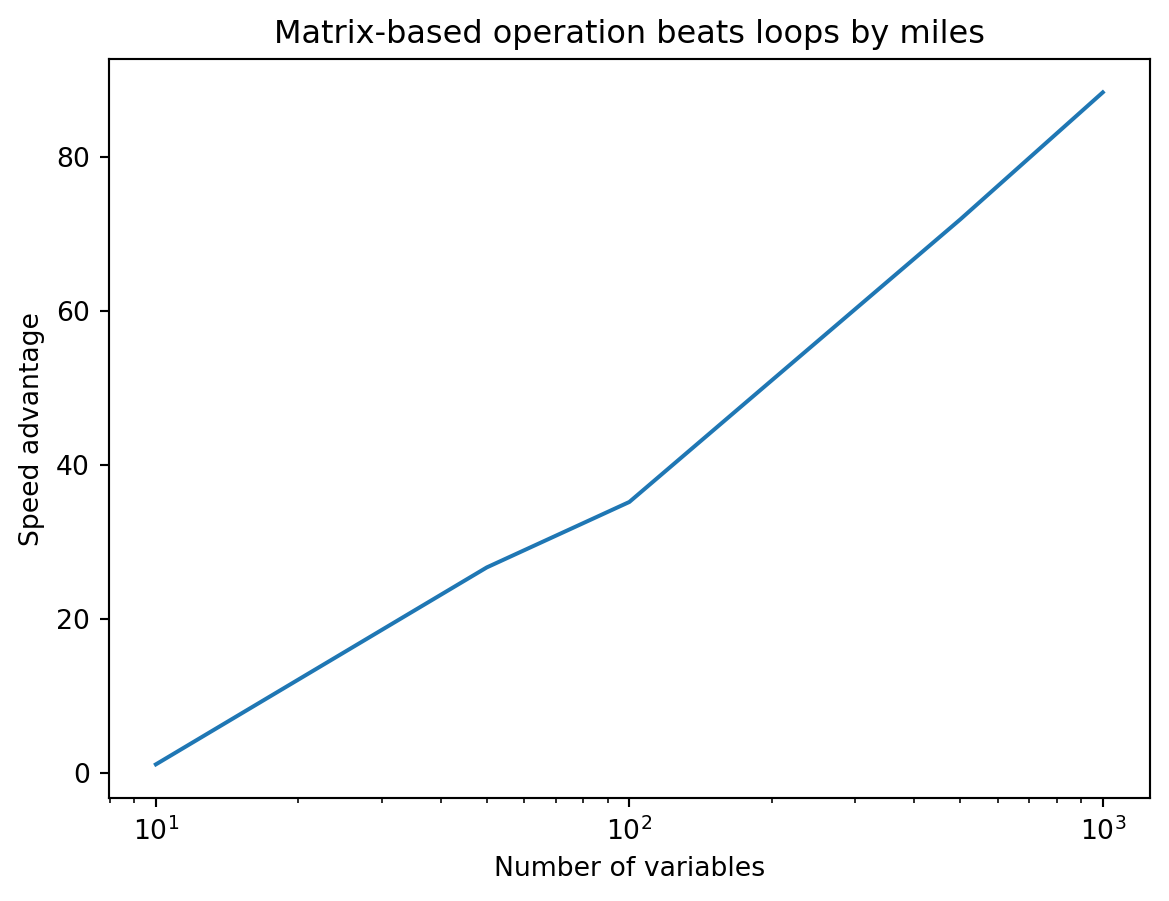 Matrix-based operation beats loops by miles
Speed advantage
80
60
40
20
0
10¹ 10² 10³
Number of variables